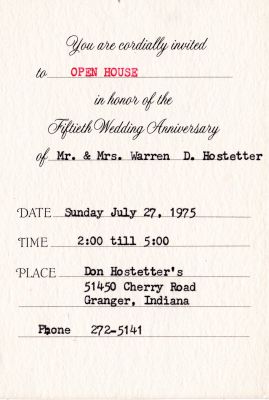 You are cordially invited
to OPEN HOUSE
in honor of the
Fiftieth Wedding Anniversary
of Mr. & Mrs. Warren D. Hostetter
DATE Sunday July 27, 1975
TIME 2:00 till 5:00
PLACE Don Hostetter's
51450 Cherry Road
Granger, Indiana
Phone 272-5141